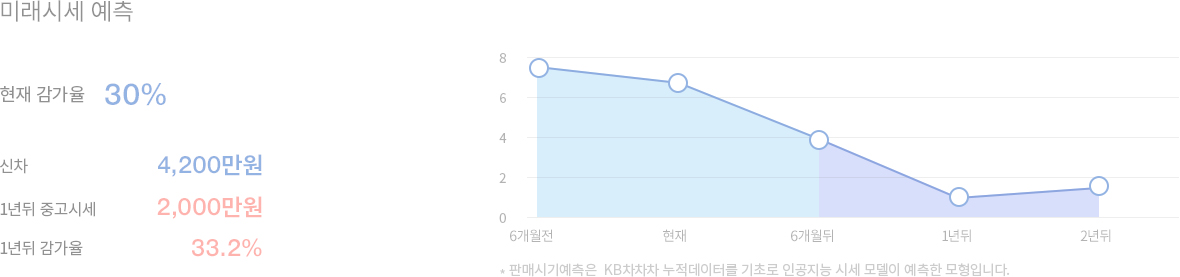 미래시세 예측
현재 감가율 30%
신차 4,200만원
1년뒤 중고시세 2,000만원
1년뒤 감가율 33.2%
8
6
4
2
0
6개월전 현재 6개월뒤 1년뒤 2년뒤
* 판매시기예측은 KB차차차 누적데이터를 기초로 인공지능 시세 모델이 예측한 모형입니다.